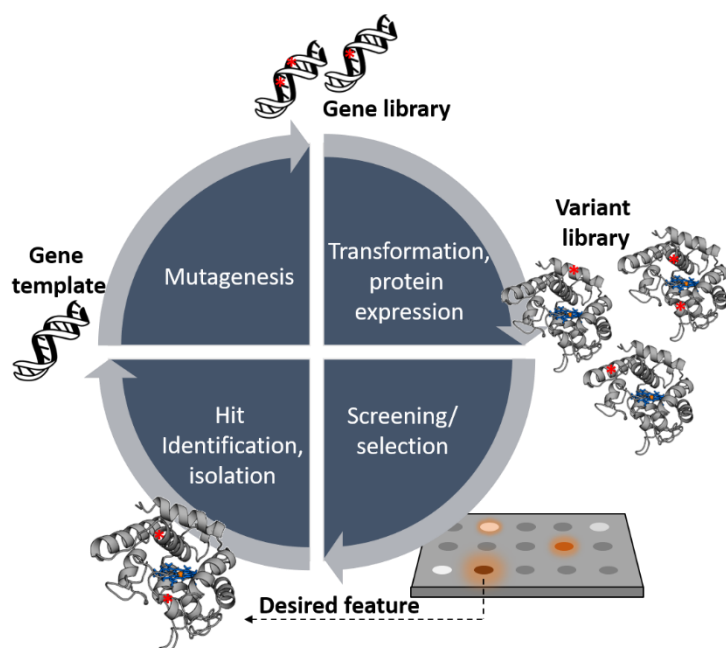 Gene library
Gene
template
Mutagenesis
Transformation,
protein
expression
Variant
library
Hit
Identification,
isolation
Screening/
selection
Desired feature